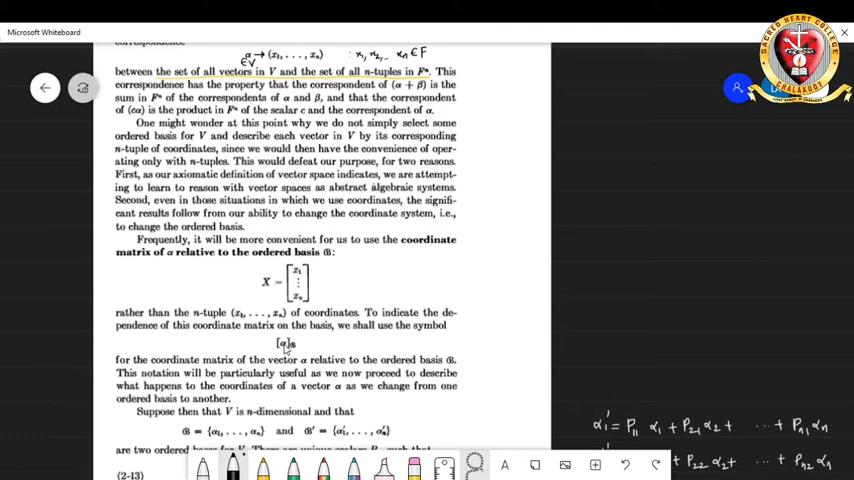 Microsoft Whiteboard
SACRED HEART COLLEGE
CHALAKUDY
α → (x₁, . . . , xₙ) : x₁, x₂, .. xₙ ∈ F
∈V
between the set of all vectors in V and the set of all n-tuples in Fⁿ. This
correspondence has the property that the correspondent of (α + β) is the
sum in Fⁿ of the correspondents of α and β, and that the correspondent
of (cα) is the product in Fⁿ of the scalar c and the correspondent of α.
One might wonder at this point why we do not simply select some
ordered basis for V and describe each vector in V by its corresponding
n-tuple of coordinates, since we would then have the convenience of oper-
ating only with n-tuples. This would defeat our purpose, for two reasons.
First, as our axiomatic definition of vector space indicates, we are attempt-
ing to learn to reason with vector spaces as abstract algebraic systems.
Second, even in those situations in which we use coordinates, the signifi-
cant results follow from our ability to change the coordinate system, i.e.,
to change the ordered basis.
Frequently, it will be more convenient for us to use the coordinate
matrix of α relative to the ordered basis ℬ:
X = [x₁ ⋮ xₙ]
rather than the n-tuple (x₁, . . . , xₙ) of coordinates. To indicate the de-
pendence of this coordinate matrix on the basis, we shall use the symbol
[α]ℬ
for the coordinate matrix of the vector α relative to the ordered basis ℬ.
This notation will be particularly useful as we now proceed to describe
what happens to the coordinates of a vector α as we change from one
ordered basis to another.
Suppose then that V is n-dimensional and that
ℬ = {α₁, . . . , αₙ} and ℬ′ = {α′₁, . . . , α′ₙ}
are two ordered bases for V. There are unique scalars
(2-13)
α₁′ = P₁₁ α₁ + P₂₁ α₂ + ... + Pₙ₁ αₙ
+ P₂₂ α₂ + ... + Pₙ₂ αₙ